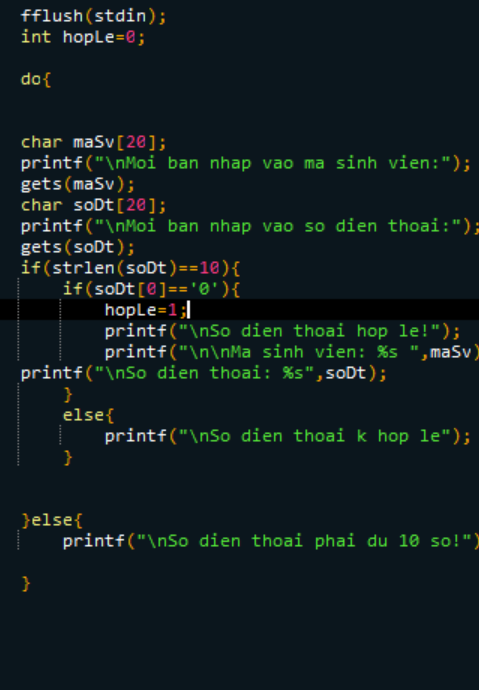 fflush(stdin);
int hopLe=0;
do{
char maSv[20];
printf("\nMoi ban nhap vao ma sinh vien:");
gets(maSv);
char soDt[20];
printf("\nMoi ban nhap vao so dien thoai:");
gets(soDt);
if(strlen(soDt)==10){
if(soDt[0]=='0'){
hopLe=1;
printf("\nSo dien thoai hop le!");
printf("\n\nMa sinh vien: %s ",maSv)
printf("\nSo dien thoai: %s",soDt);
}
else{
printf("\nSo dien thoai k hop le");
}
}else{
printf("\nSo dien thoai phai du 10 so!")
}